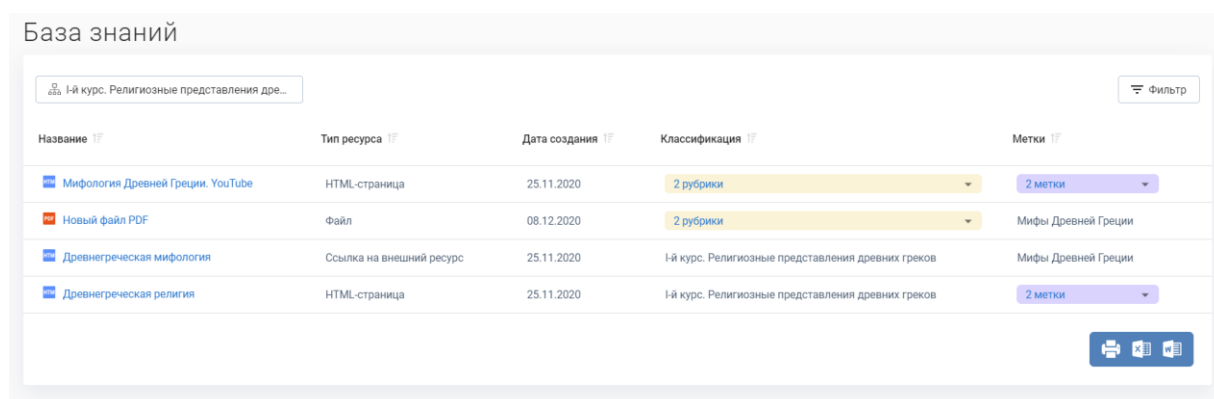 База знаний
I-й курс. Религиозные представления дре...
Фильтр
Название Тип ресурса Дата создания Классификация Метки
Мифология Древней Греции. YouTube HTML-страница 25.11.2020 2 рубрики 2 метки
Новый файл PDF Файл 08.12.2020 2 рубрики Мифы Древней Греции
Древнегреческая мифология Ссылка на внешний ресурс 25.11.2020 I-й курс. Религиозные представления древних греков Мифы Древней Греции
Древнегреческая религия HTML-страница 25.11.2020 I-й курс. Религиозные представления древних греков 2 метки